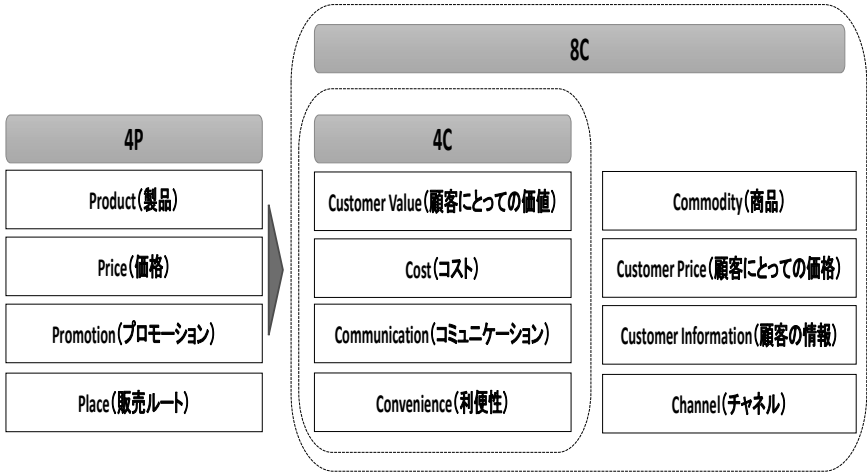 8C
4P
4C
Product(製品)
Customer Value(顧客にとっての価値)
Commodity(商品)
Price(価格)
Cost(コスト)
Customer Price(顧客にとっての価格)
Promotion(プロモーション)
Communication(コミュニケーション)
Customer Information(顧客の情報)
Place(販売ルート)
Convenience(利便性)
Channel(チャネル)